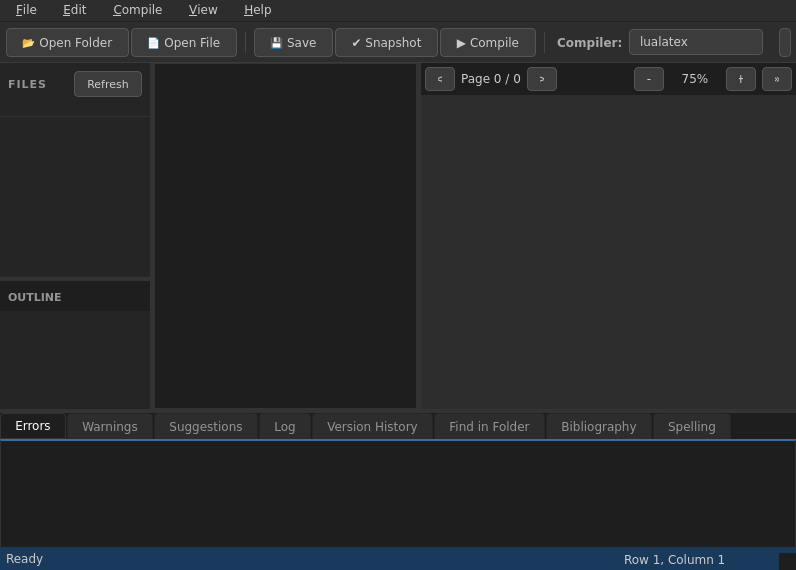 File Edit Compile View Help
Open Folder Open File Save Snapshot Compile Compiler: lualatex
FILES Refresh
< Page 0 / 0 > - 75% + »
OUTLINE
Errors Warnings Suggestions Log Version History Find in Folder Bibliography Spelling
Ready Row 1, Column 1